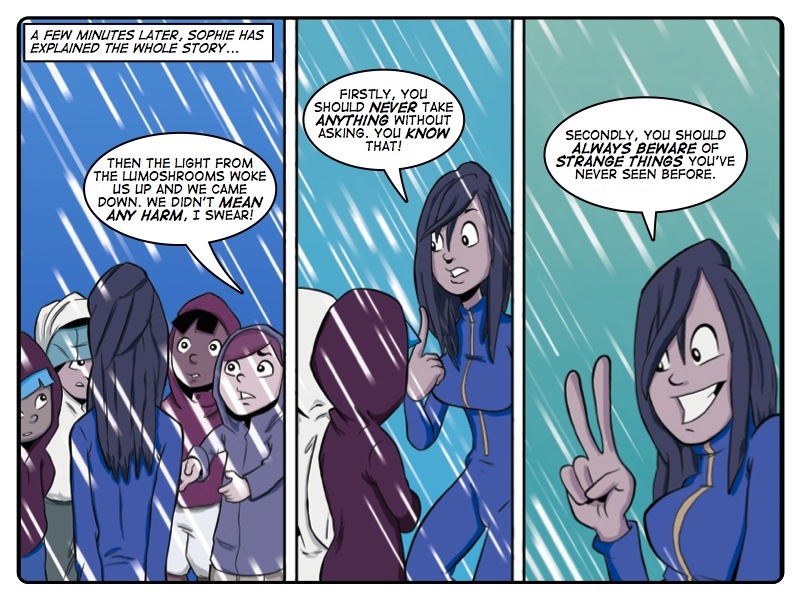 A FEW MINUTES LATER, SOPHIE HAS
EXPLAINED THE WHOLE STORY...
THEN THE LIGHT FROM
THE LUMOSHROOMS WOKE
US UP AND WE CAME
DOWN. WE DIDN'T MEAN
ANY HARM, I SWEAR!
FIRSTLY, YOU
SHOULD NEVER TAKE
ANYTHING WITHOUT
ASKING. YOU KNOW
THAT!
SECONDLY, YOU SHOULD
ALWAYS BEWARE OF
STRANGE THINGS YOU'VE
NEVER SEEN BEFORE.